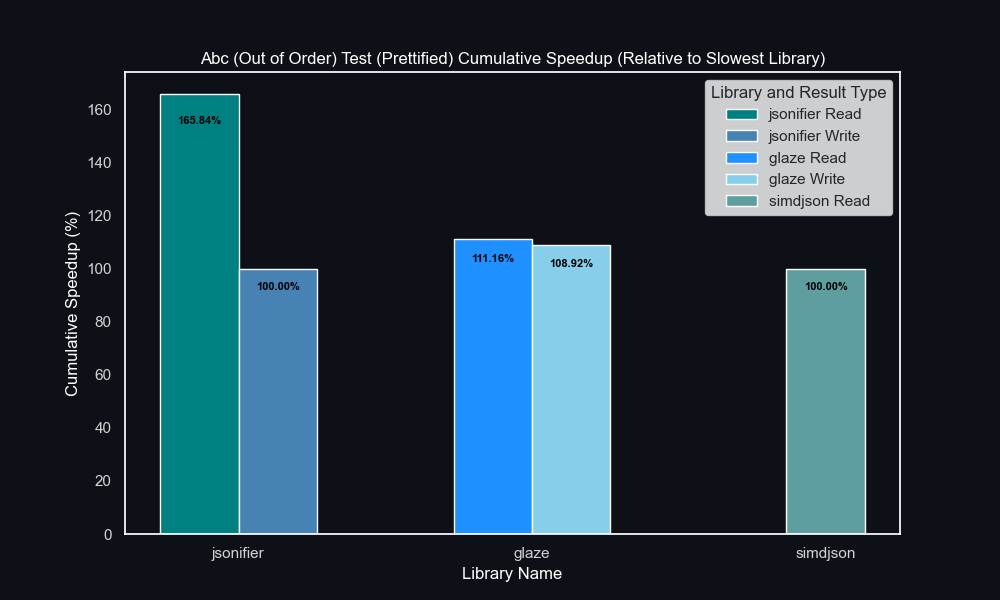 Abc (Out of Order) Test (Prettified) Cumulative Speedup (Relative to Slowest Library)
Library and Result Type
jsonifier Read
jsonifier Write
glaze Read
glaze Write
simdjson Read
Cumulative Speedup (%)
160
140
120
100
80
60
40
20
0
165.84%
100.00%
111.16%
108.92%
100.00%
jsonifier
glaze
simdjson
Library Name